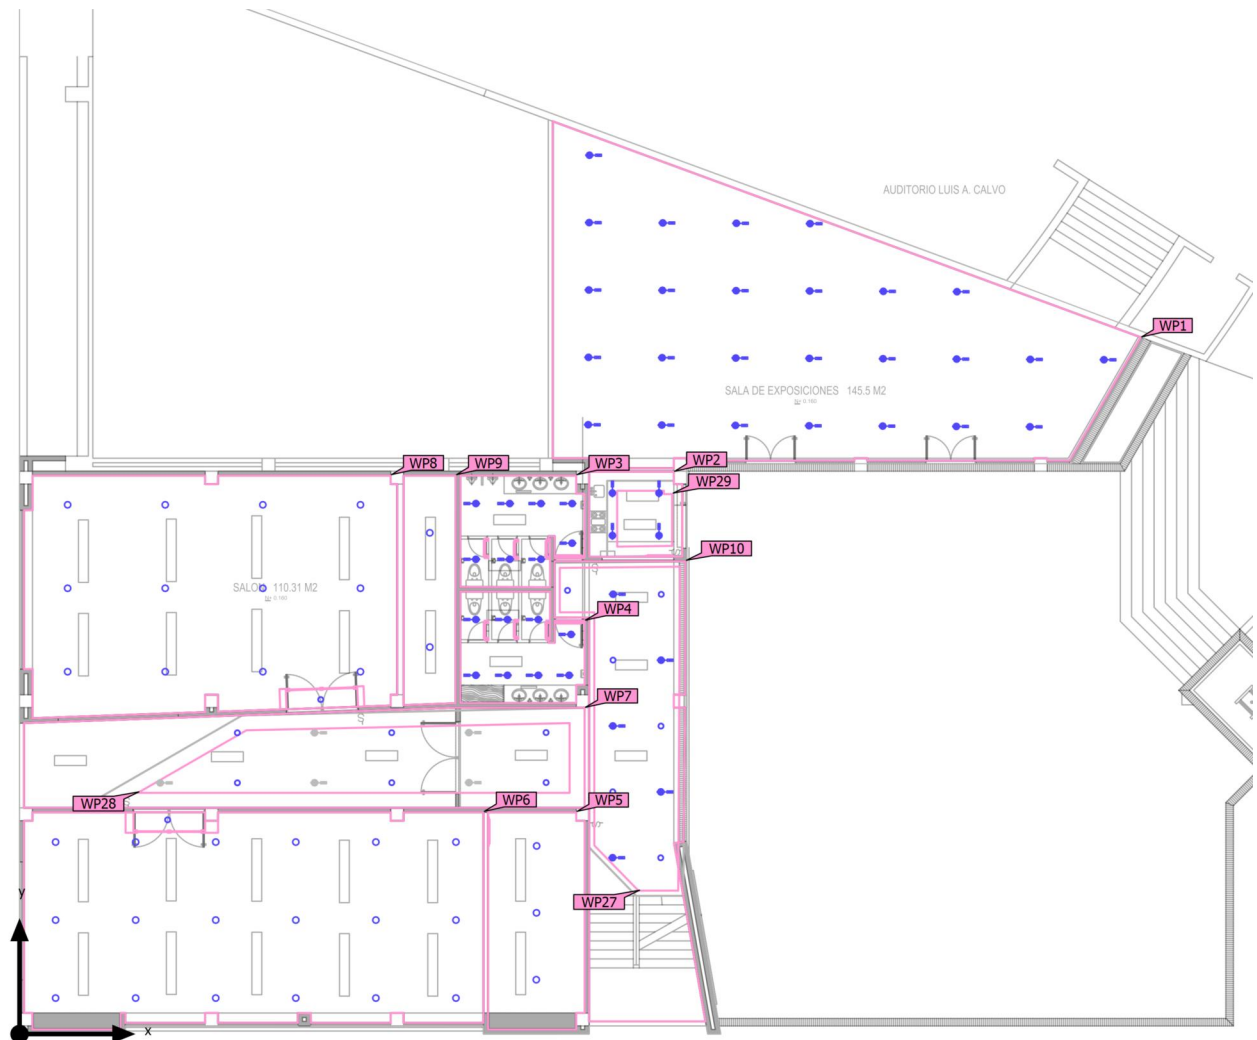 AUDITORIO LUIS A. CALVO
WP1
SALA DE EXPOSICIONES 145.5 M2
WP8
WP9
WP3
WP2
WP29
WP10
SALON 110.31 M2
WP4
WP7
WP28
WP6
WP5
WP27
y
x